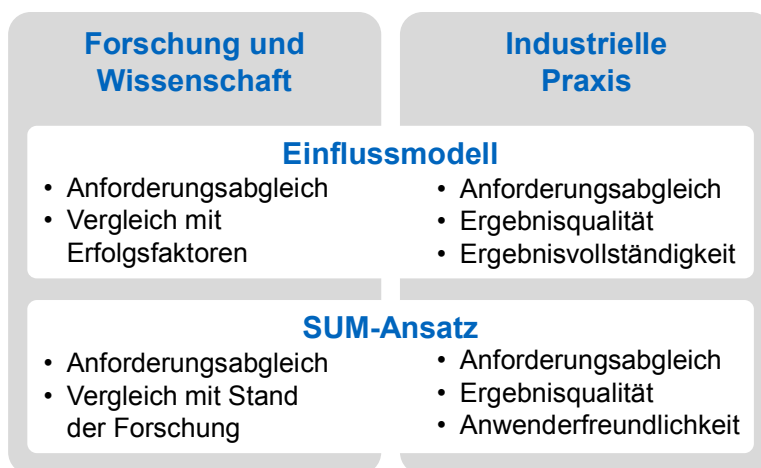 Forschung und
Wissenschaft
Industrielle
Praxis
Einflussmodell
• Anforderungsabgleich
• Vergleich mit
Erfolgsfaktoren
• Anforderungsabgleich
• Ergebnisqualität
• Ergebnisvollständigkeit
SUM-Ansatz
• Anforderungsabgleich
• Vergleich mit Stand
der Forschung
• Anforderungsabgleich
• Ergebnisqualität
• Anwenderfreundlichkeit